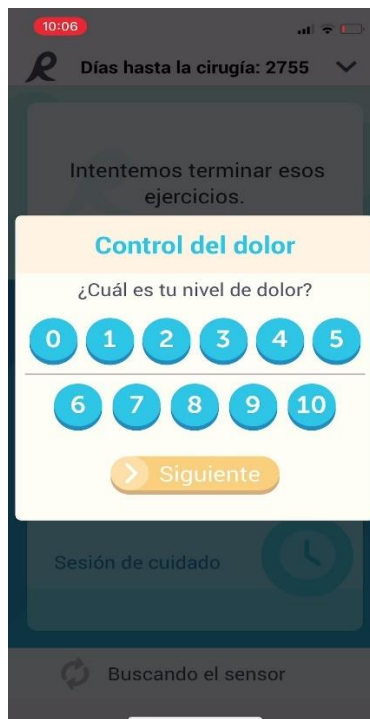 10:06
Días hasta la cirugía: 2755
Intentemos terminar esos
ejercicios.
Control del dolor
¿Cuál es tu nivel de dolor?
0 1 2 3 4 5
6 7 8 9 10
Siguiente
Sesión de cuidado
Buscando el sensor